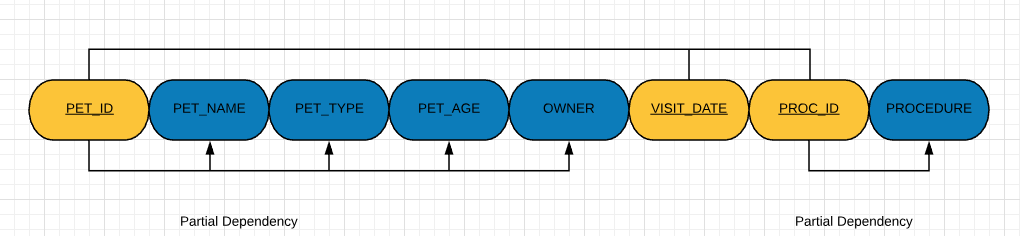 PET_ID PET_NAME PET_TYPE PET_AGE OWNER VISIT_DATE PROC_ID PROCEDURE
Partial Dependency Partial Dependency